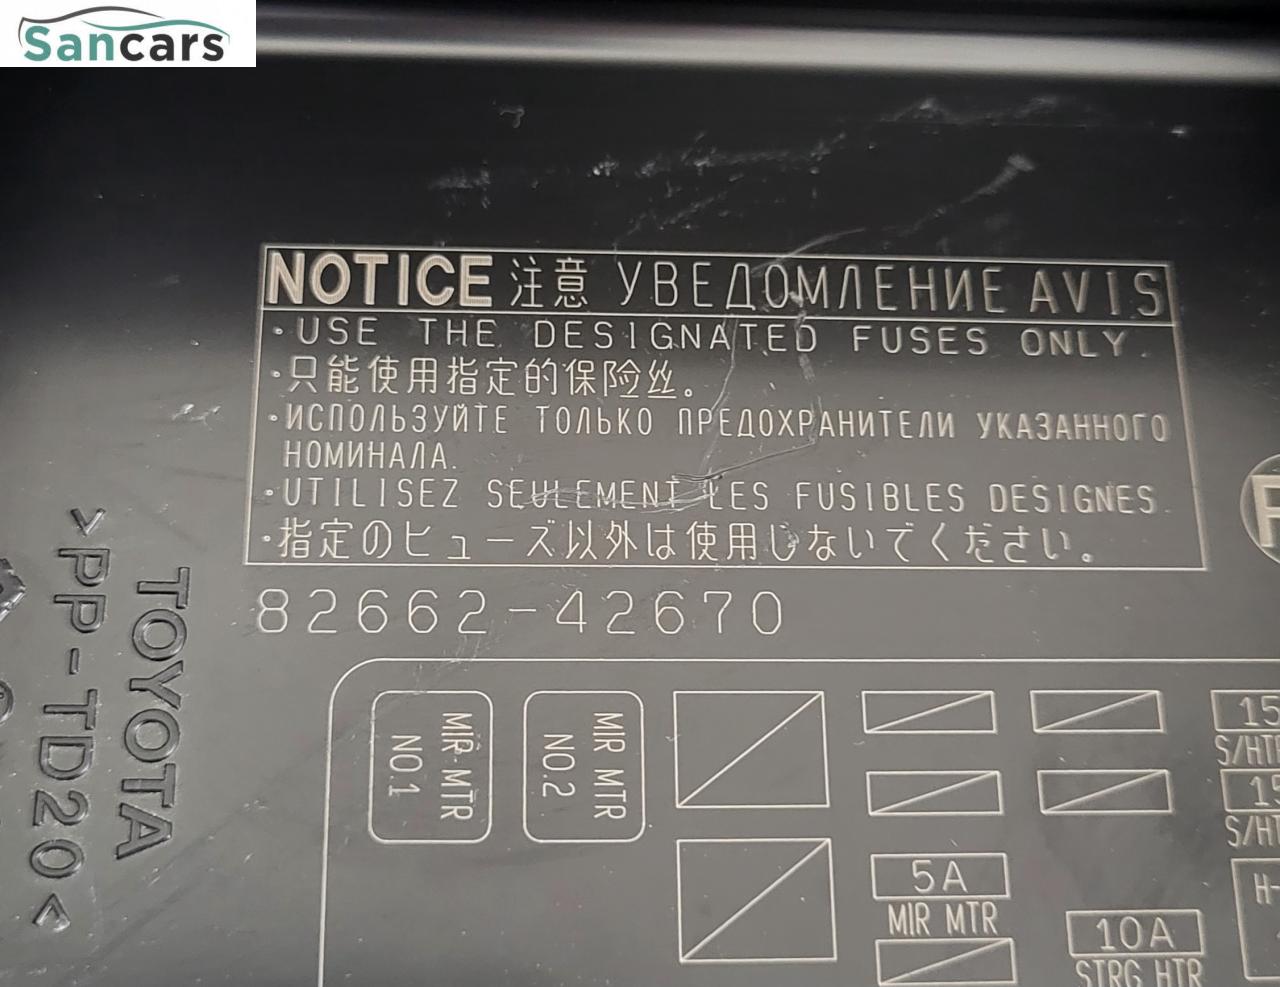 Sancars
NOTICE 注意 УВЕДОМЛЕНИЕ AVIS
·USE THE DESIGNATED FUSES ONLY.
·只能使用指定的保险丝。
·ИСПОЛЬЗУЙТЕ ТОЛЬКО ПРЕДОХРАНИТЕЛИ УКАЗАННОГО
НОМИНАЛА.
·UTILISEZ SEULEMENT LES FUSIBLES DESIGNES.
·指定のヒューズ以外は使用しないでください。
82662-42670
TOYOTA
>PP-TD20<
MIR MTR
NO.1
MIR MTR
NO.2
5A
MIR MTR
10A
STRG HTR